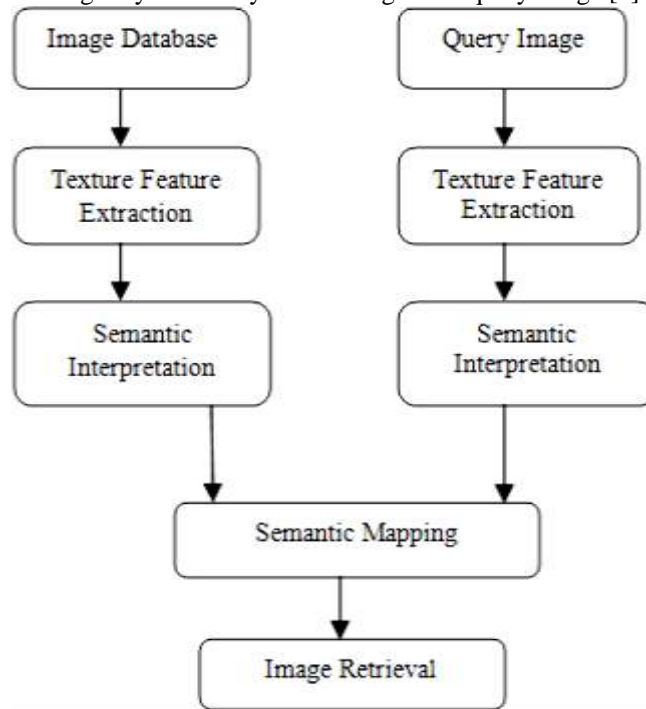 Image Database
Query Image
Texture Feature
Extraction
Texture Feature
Extraction
Semantic
Interpretation
Semantic
Interpretation
Semantic Mapping
Image Retrieval